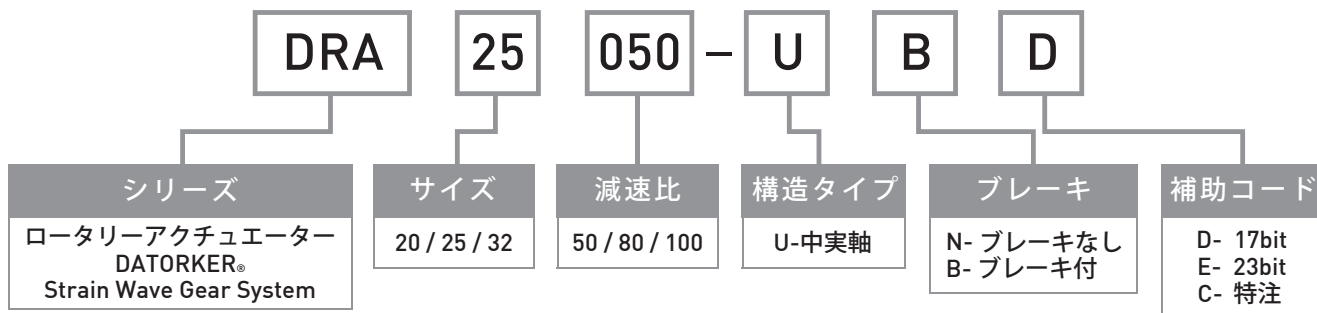 DRA 25 050 – U B D
シリーズ
ロータリーアクチュエーター
DATORKER®
Strain Wave Gear System
サイズ
20 / 25 / 32
減速比
50 / 80 / 100
構造タイプ
U-中実軸
ブレーキ
N- ブレーキなし
B- ブレーキ付
補助コード
D- 17bit
E- 23bit
C- 特注